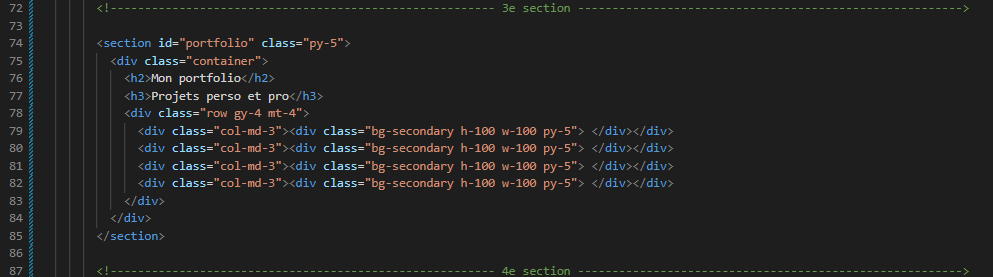 72 <!------------------------------------------------------- 3e section ------------------------------------------------------->
73
74 <section id="portfolio" class="py-5">
75 <div class="container">
76 <h2>Mon portfolio</h2>
77 <h3>Projets perso et pro</h3>
78 <div class="row gy-4 mt-4">
79 <div class="col-md-3"><div class="bg-secondary h-100 w-100 py-5"> </div></div>
80 <div class="col-md-3"><div class="bg-secondary h-100 w-100 py-5"> </div></div>
81 <div class="col-md-3"><div class="bg-secondary h-100 w-100 py-5"> </div></div>
82 <div class="col-md-3"><div class="bg-secondary h-100 w-100 py-5"> </div></div>
83 </div>
84 </div>
85 </section>
86
87 <!------------------------------------------------------- 4e section ------------------------------------------------------->